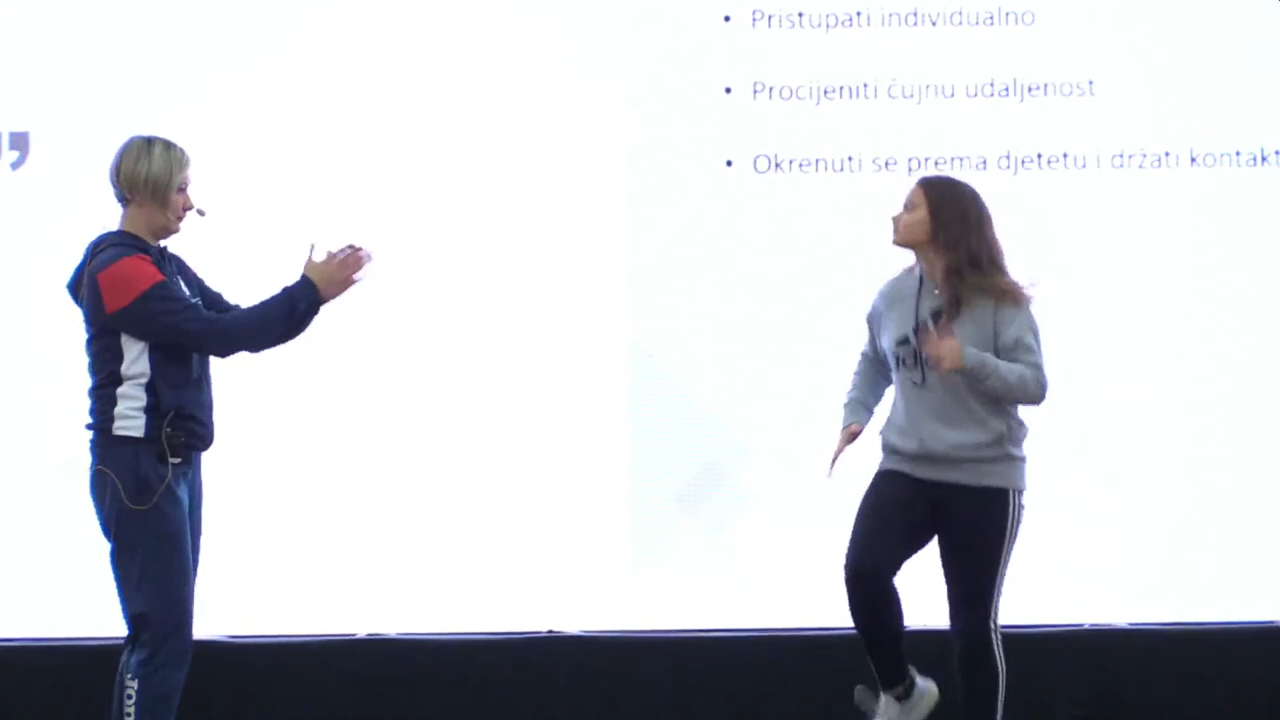 • Pristupati individualno
• Procijeniti čujnu udaljenost
”
• Okrenuti se prema djetetu i držati kontakt